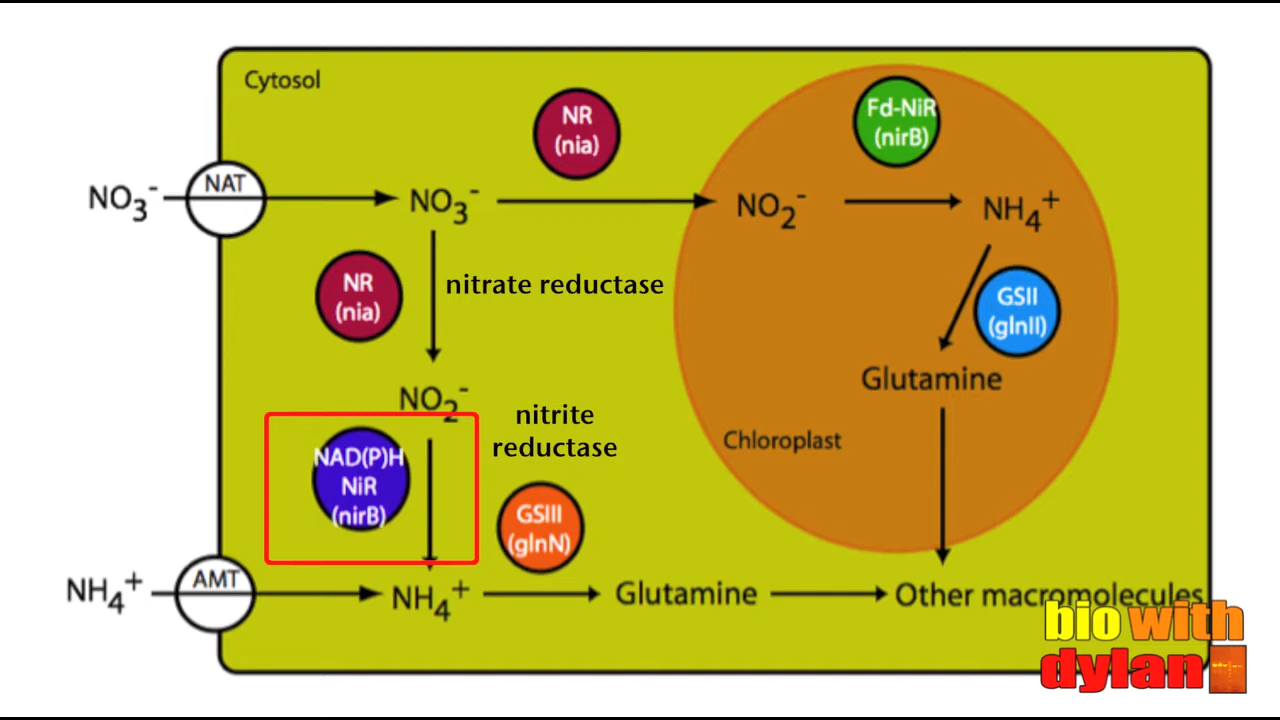 Cytosol
NR
(nia)
Fd-NiR
(nirB)
NO₃⁻
NAT
NO₃⁻
NO₂⁻
NH₄⁺
NR
(nia)
nitrate reductase
GSII
(glnII)
Glutamine
NO₂⁻
nitrite
reductase
Chloroplast
NAD(P)H
NiR
(nirB)
GSIII
(glnN)
NH₄⁺
AMT
NH₄⁺
Glutamine
Other macromolecules
bio with
dylan